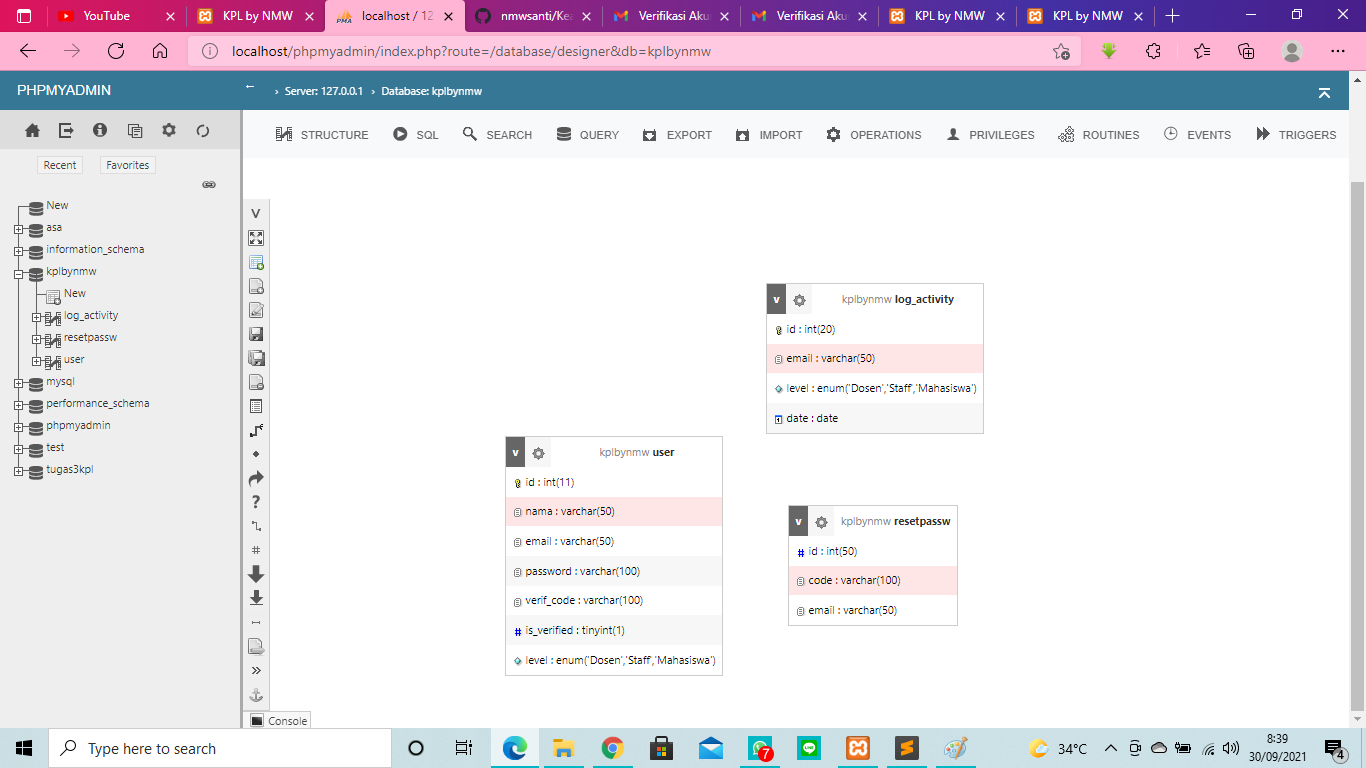 YouTube
KPL by NMW
localhost / 12
nmwsanti/Kea
Verifikasi Aku
Verifikasi Aku
KPL by NMW
KPL by NMW
localhost/phpmyadmin/index.php?route=/database/designer&db=kplbynmw
PHPMYADMIN
← › Server: 127.0.0.1 › Database: kplbynmw
STRUCTURE SQL SEARCH QUERY EXPORT IMPORT OPERATIONS PRIVILEGES ROUTINES EVENTS TRIGGERS
Recent Favorites
New
asa
information_schema
kplbynmw
New
log_activity
resetpassw
user
mysql
performance_schema
phpmyadmin
test
tugas3kpl
V
?
#
v kplbynmw log_activity
id : int(20)
email : varchar(50)
level : enum('Dosen','Staff','Mahasiswa')
date : date
v kplbynmw user
id : int(11)
nama : varchar(50)
email : varchar(50)
password : varchar(100)
verif_code : varchar(100)
# is_verified : tinyint(1)
level : enum('Dosen','Staff','Mahasiswa')
v kplbynmw resetpassw
# id : int(50)
code : varchar(100)
email : varchar(50)
Console
Type here to search
7
34°C
8:39
30/09/2021
4